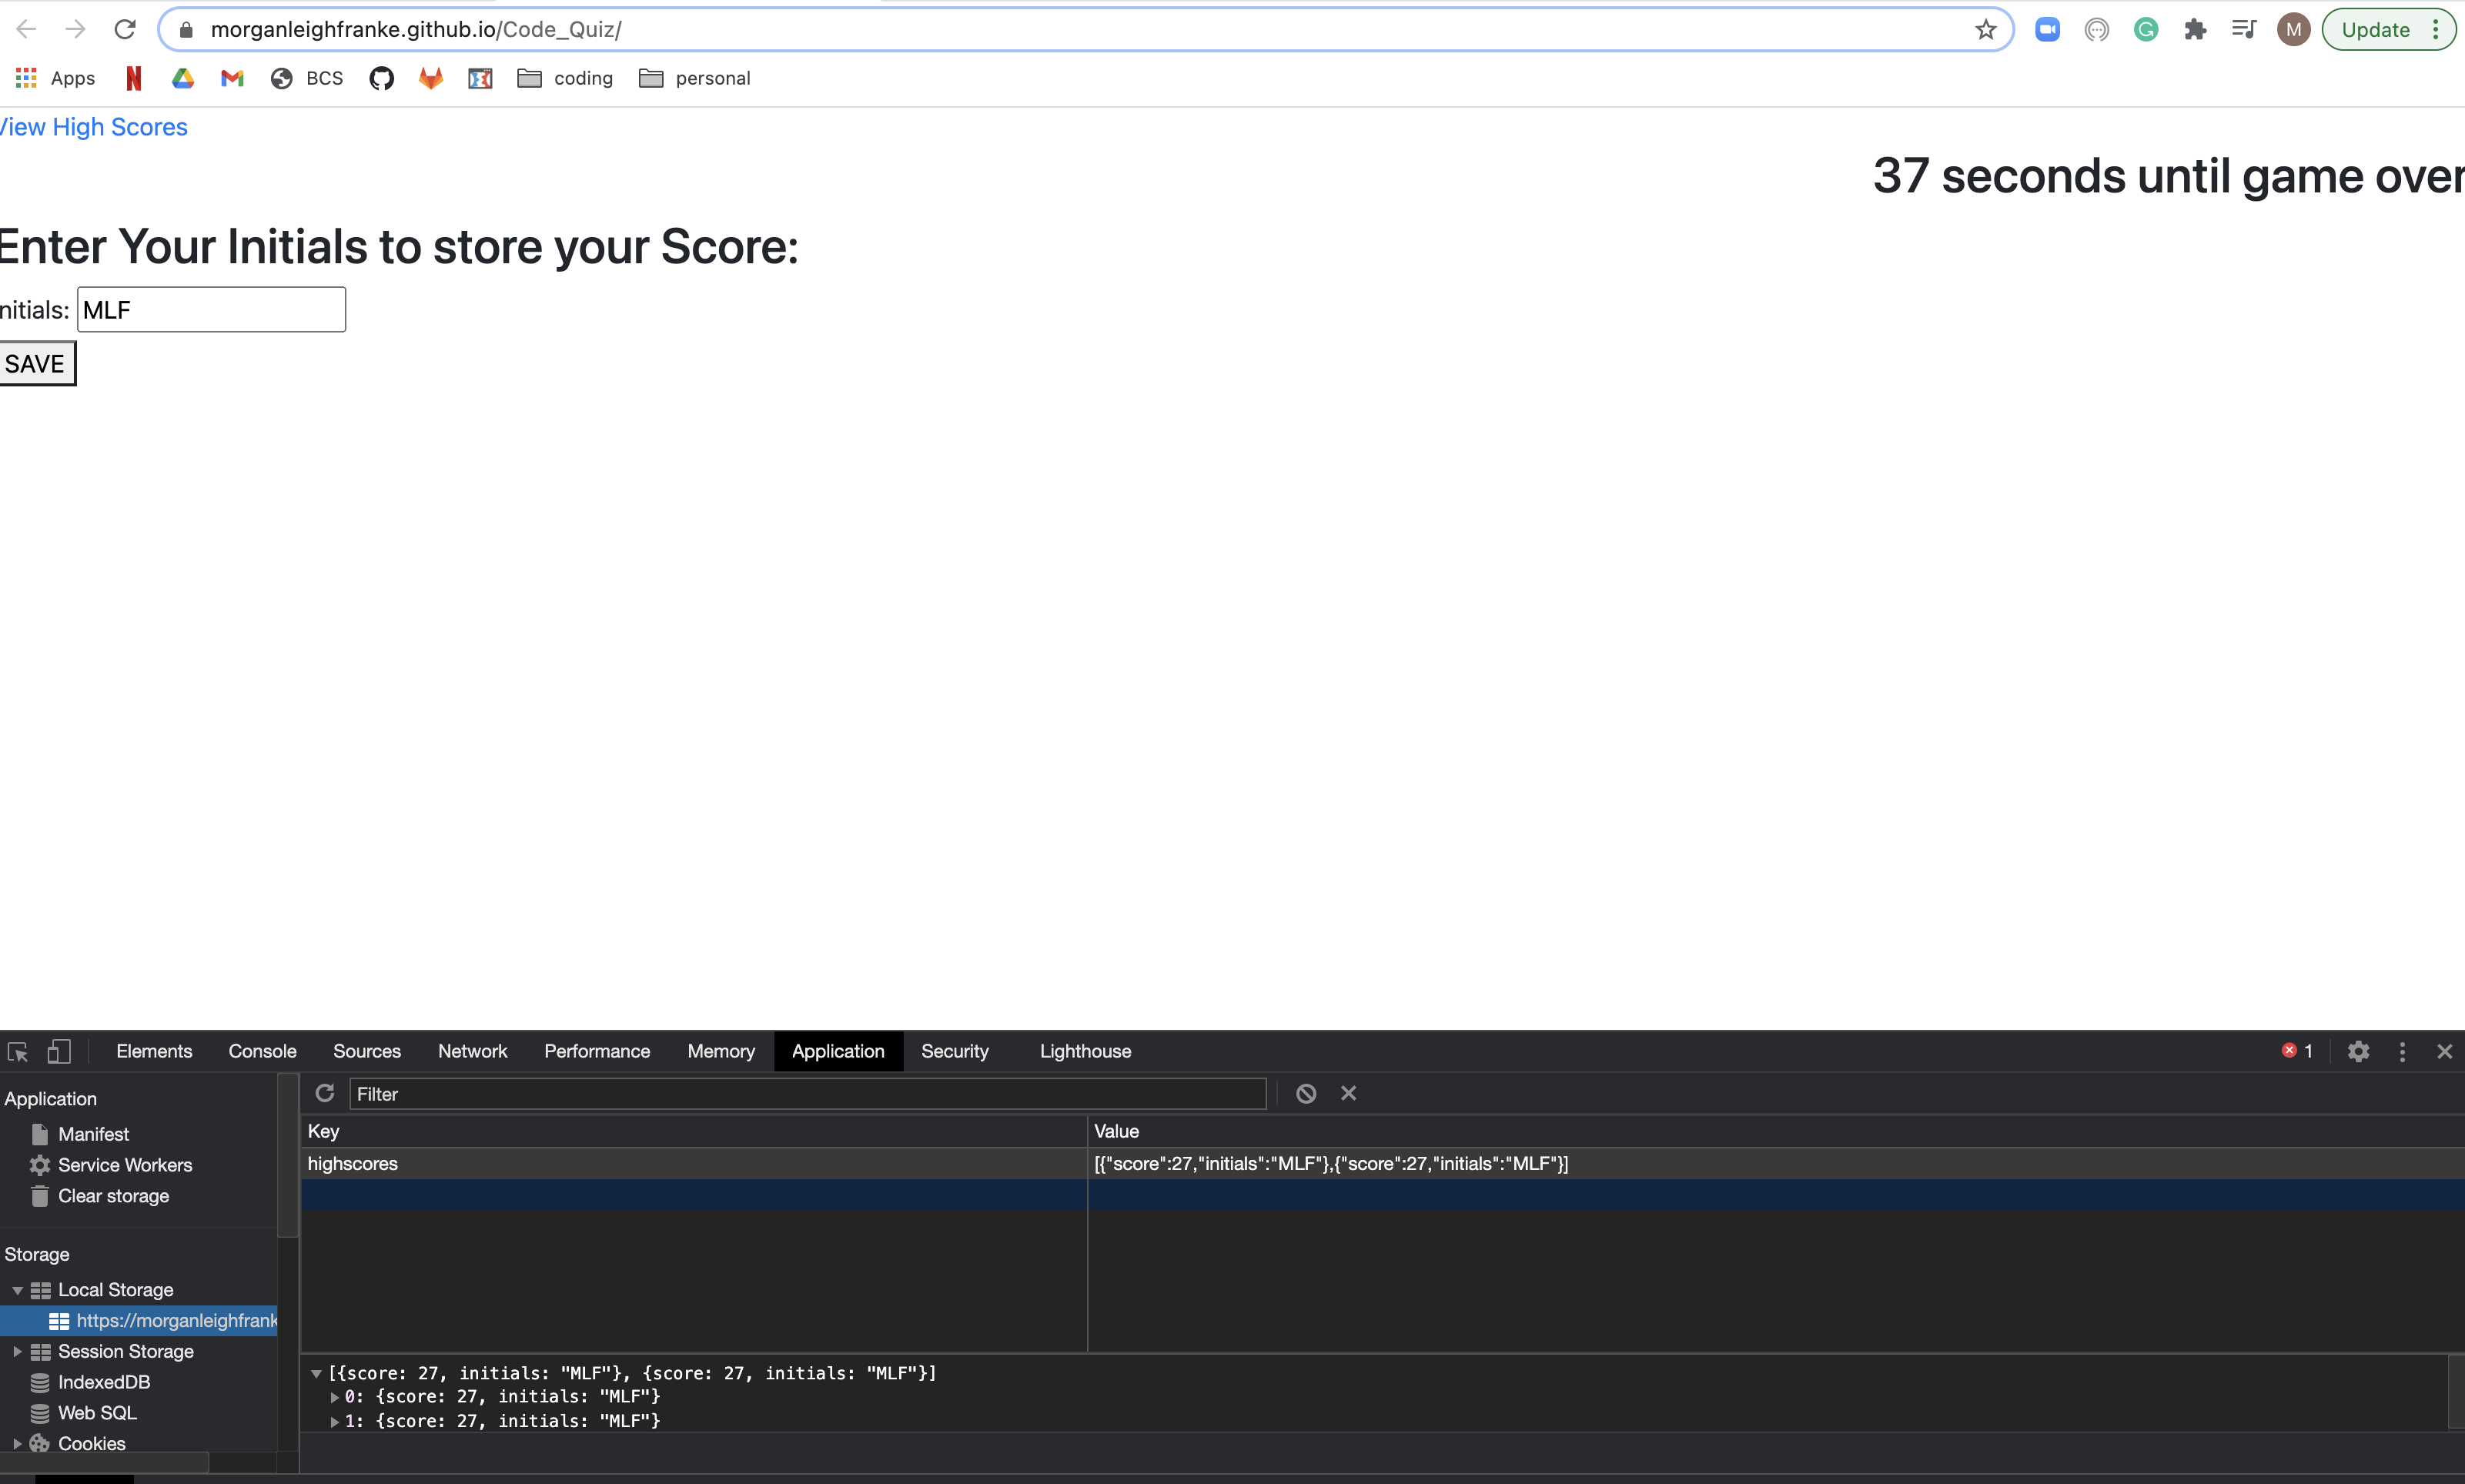 morganleighfranke.github.io/Code_Quiz/ M Update
Apps BCS coding personal
View High Scores
37 seconds until game over
Enter Your Initials to store your Score:
nitials: MLF
SAVE
Elements Console Sources Network Performance Memory Application Security Lighthouse 1
Application
Manifest
Service Workers
Clear storage
Storage
Local Storage
https://morganleighfrank
Session Storage
IndexedDB
Web SQL
Cookies
Filter
Key Value
highscores [{"score":27,"initials":"MLF"},{"score":27,"initials":"MLF"}]
[{score: 27, initials: "MLF"}, {score: 27, initials: "MLF"}]
0: {score: 27, initials: "MLF"}
1: {score: 27, initials: "MLF"}